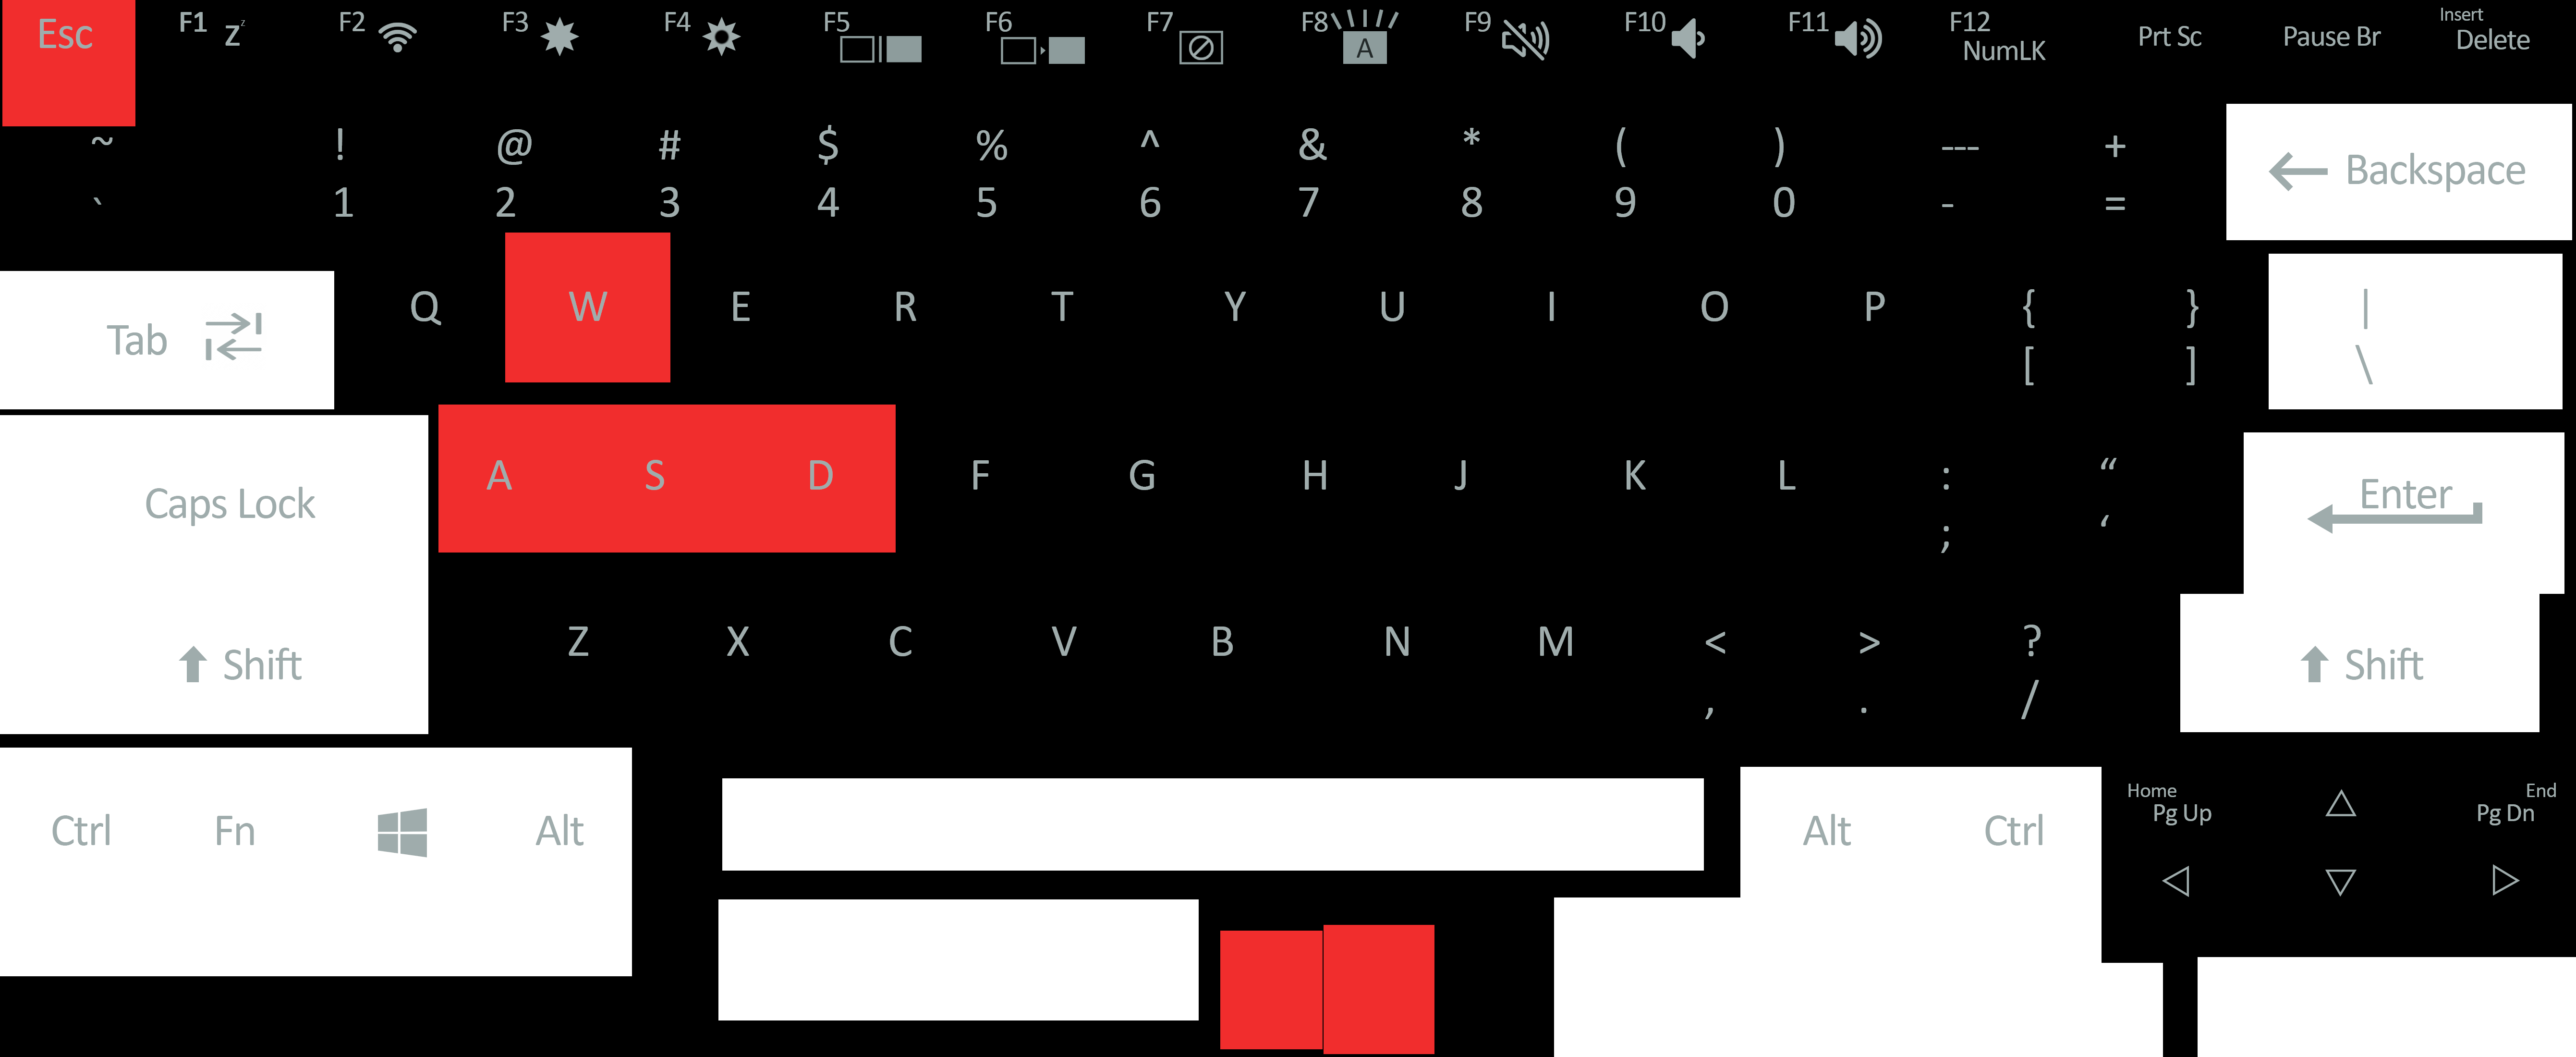 Esc F1 zz F2 F3 F4 F5 F6 F7 F8 A F9 F10 F11 F12 NumLK Prt Sc Pause Br Insert Delete
~ ! @ # $ % ^ & * ( ) --- +
` 1 2 3 4 5 6 7 8 9 0 - = Backspace
Tab Q W E R T Y U I O P { } |
[ ] \
Caps Lock A S D F G H J K L : “ Enter
; ‘
Shift Z X C V B N M < > ? Shift
, . /
Ctrl Fn Alt Alt Ctrl Home Pg Up End Pg Dn